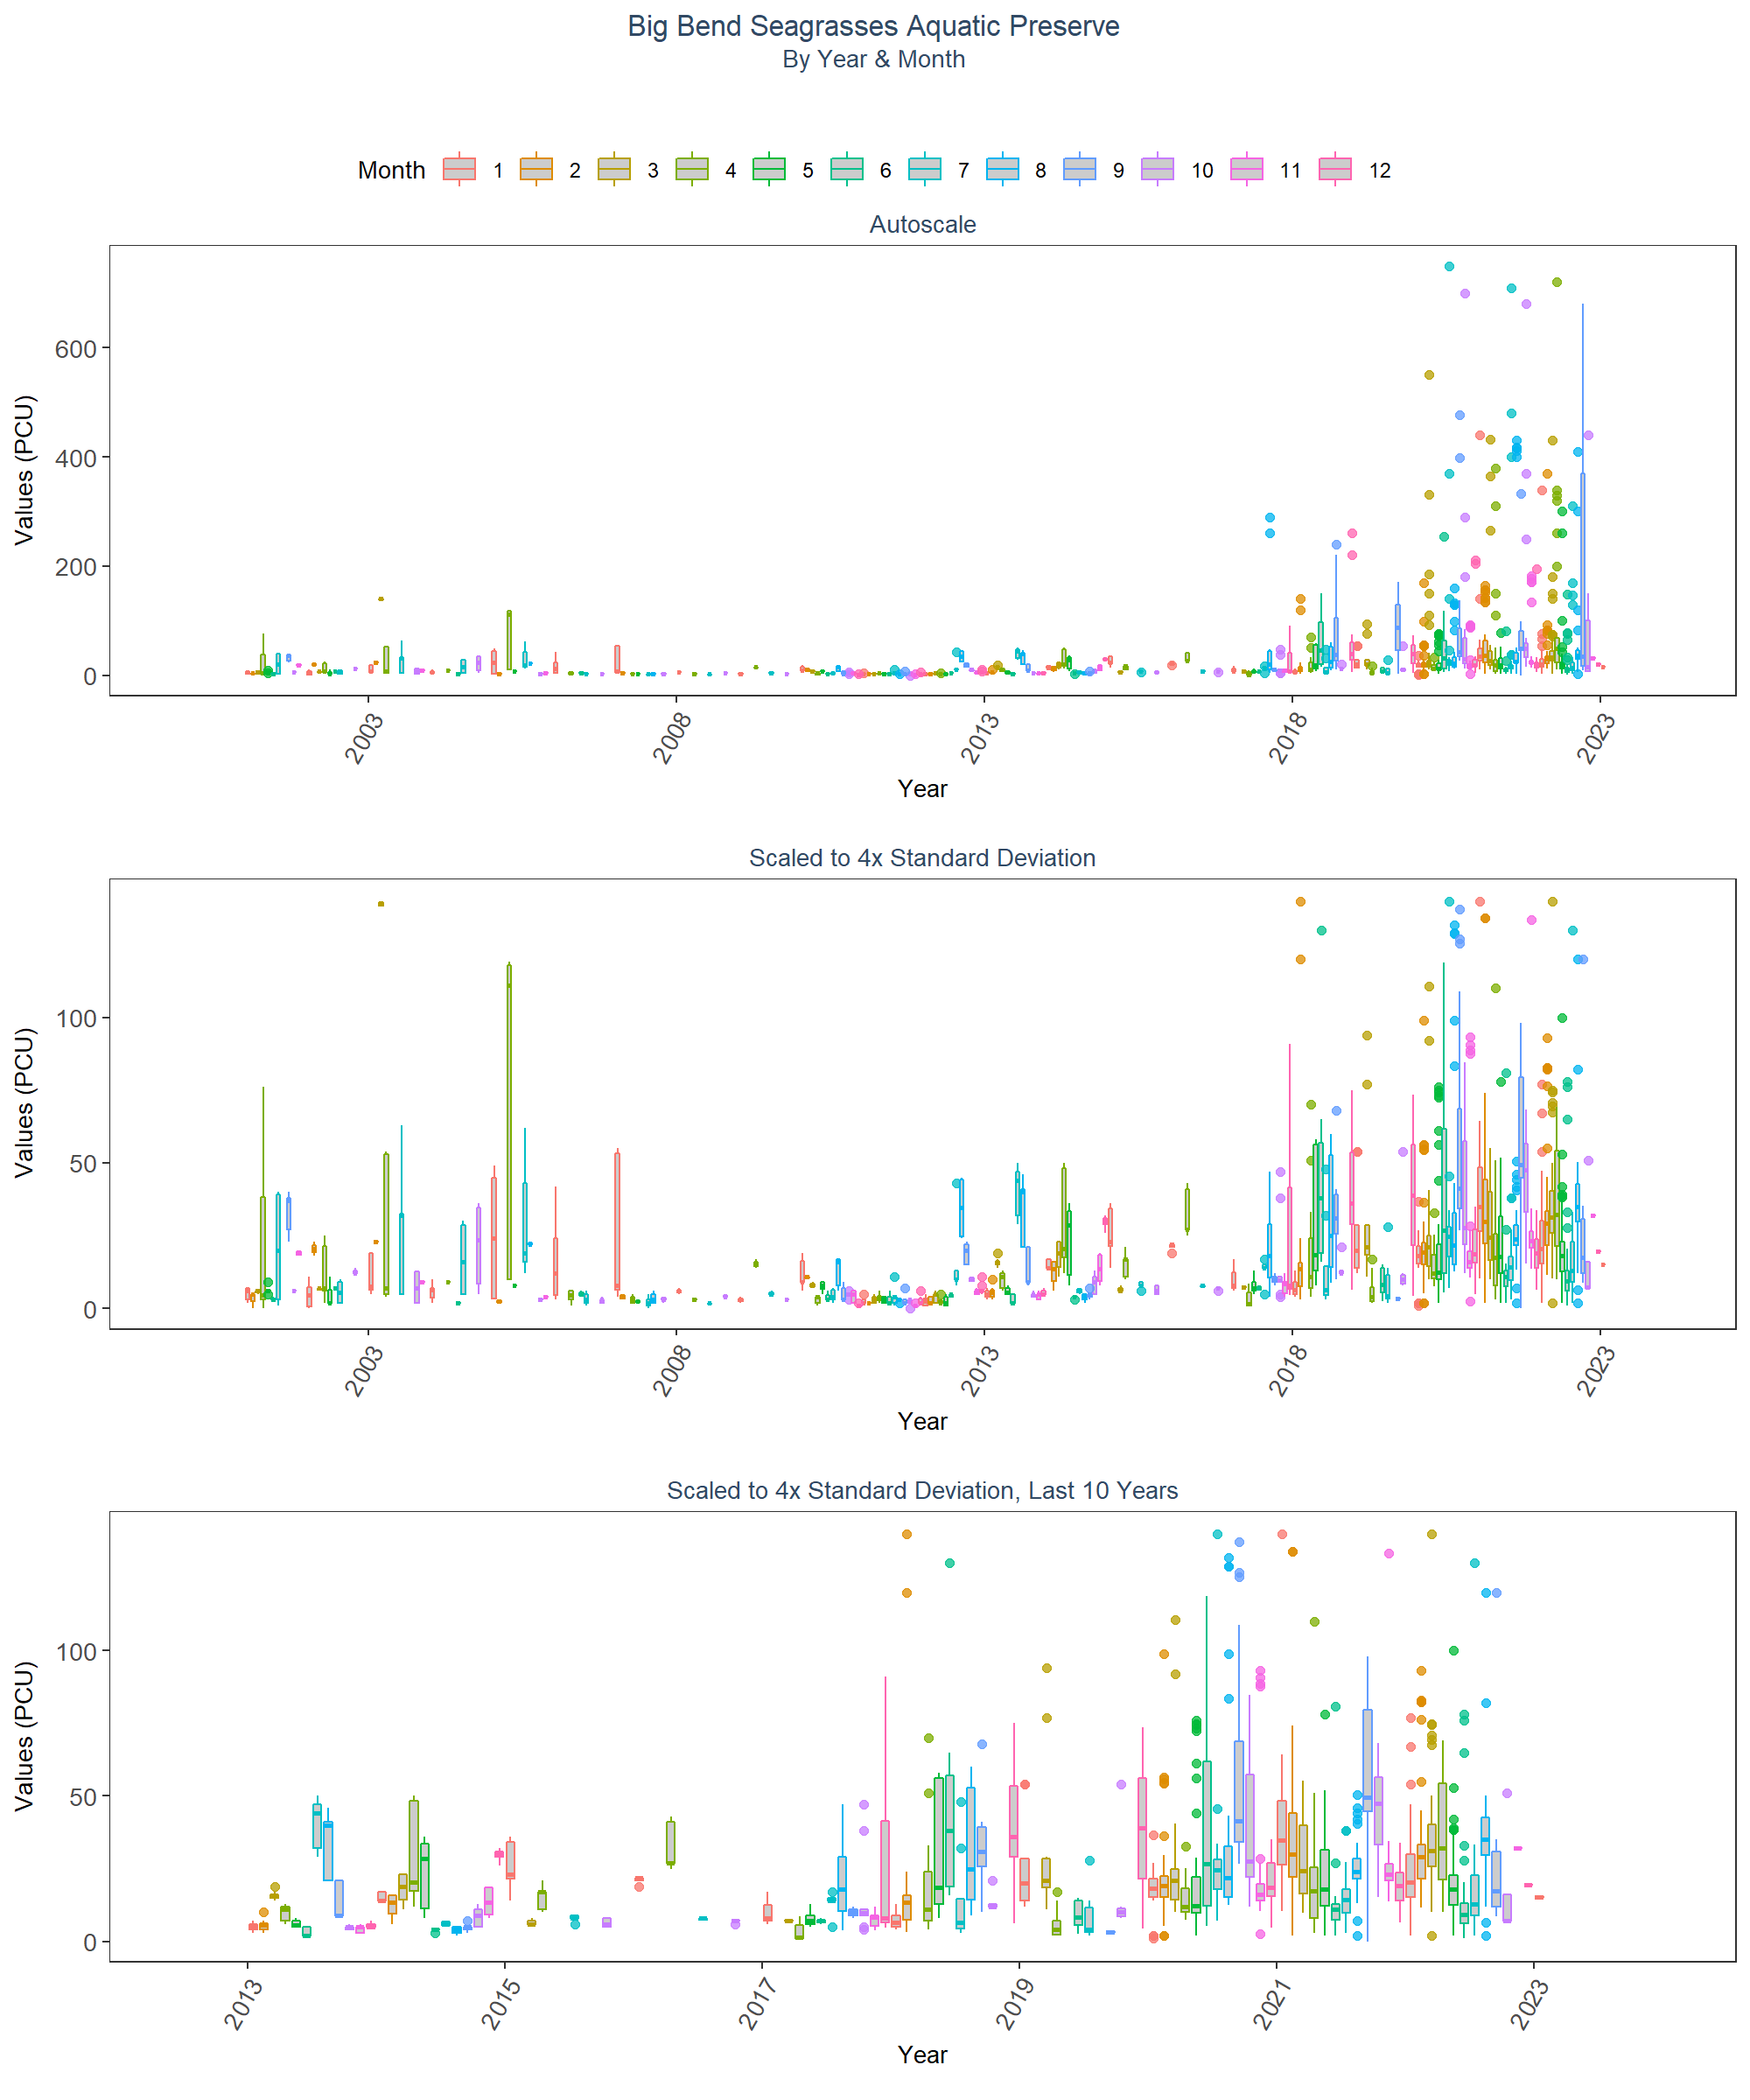 Big Bend Seagrasses Aquatic Preserve
By Year & Month
Month 1 2 3 4 5 6 7 8 9 10 11 12
Autoscale
Values (PCU)
600
400
200
0
2003 2008 2013 2018 2023
Year
Scaled to 4x Standard Deviation
Values (PCU)
100
50
0
2003 2008 2013 2018 2023
Year
Scaled to 4x Standard Deviation, Last 10 Years
Values (PCU)
100
50
0
2013 2015 2017 2019 2021 2023
Year